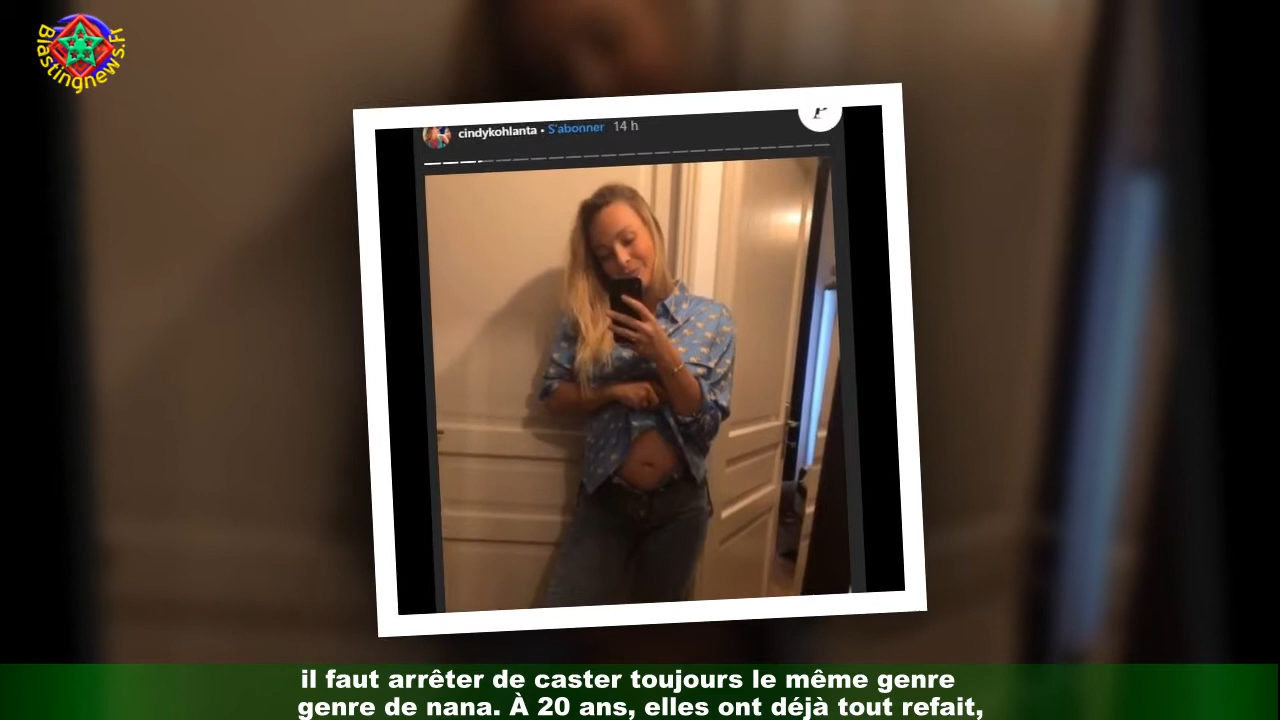 Blastingnews.Fr
cindykohlanta • S'abonner 14 h
P
il faut arrêter de caster toujours le même genre
genre de nana. À 20 ans, elles ont déjà tout refait,